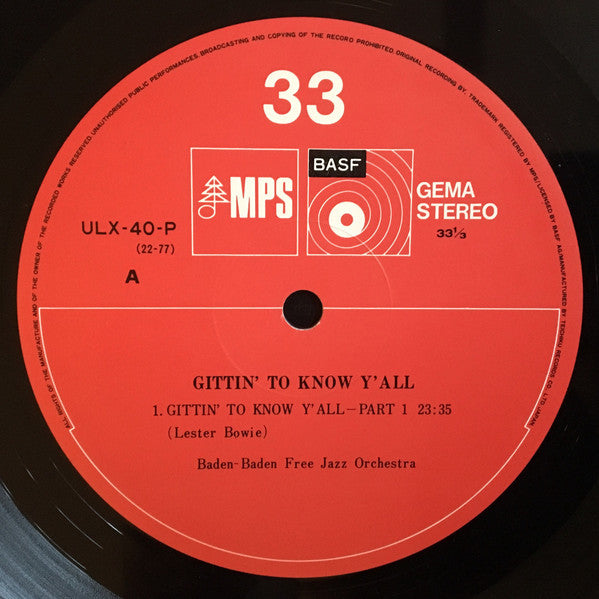 ALL RIGHTS OF THE MANUFACTURE AND OF THE OWNER OF THE RECORDED WORKS RESERVED. UNAUTHORISED PUBLIC PERFORMANCES, BROADCASTING AND COPYING OF THE RECORD PROHIBITED. ORIGINAL RECORDING BY. TRADEMARK REGISTERED BY MPS/LICENSED BY BASF AG/MANUFACTURED BY TEICHIKU RECORDS CO. LTD. JAPAN.
33
MPS
BASF
GEMA
STEREO
33⅓
ULX-40-P
(22-77)
A
GITTIN' TO KNOW Y'ALL
1. GITTIN' TO KNOW Y'ALL—PART 1 23:35
(Lester Bowie)
Baden-Baden Free Jazz Orchestra